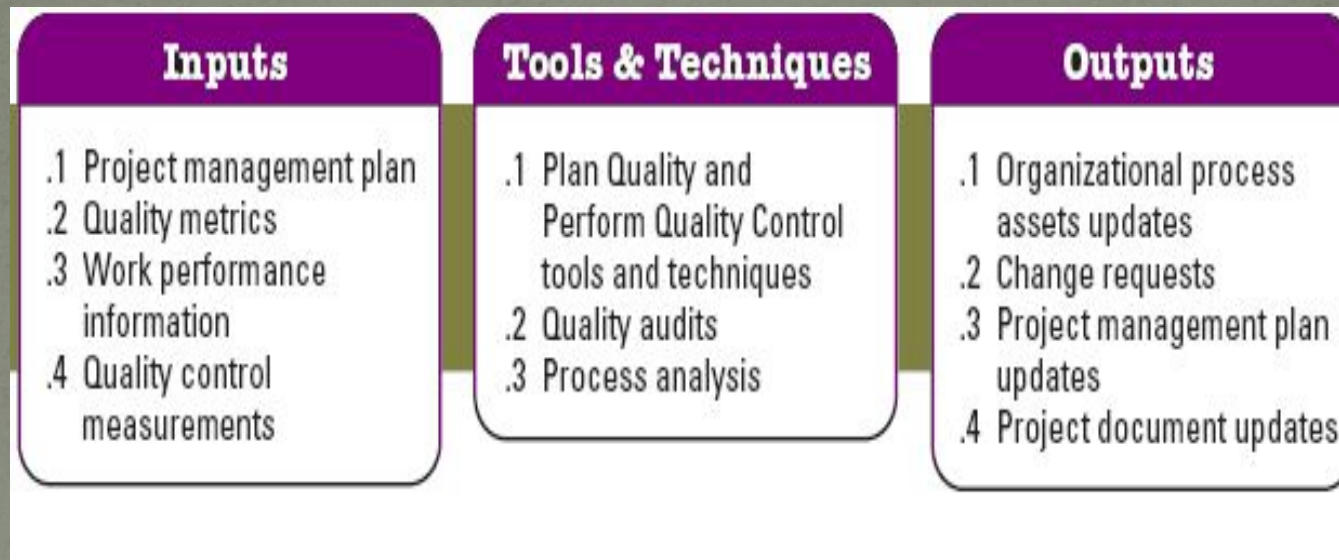 Inputs
.1 Project management plan
.2 Quality metrics
.3 Work performance
information
.4 Quality control
measurements
Tools & Techniques
.1 Plan Quality and
Perform Quality Control
tools and techniques
.2 Quality audits
.3 Process analysis
Outputs
.1 Organizational process
assets updates
.2 Change requests
.3 Project management plan
updates
.4 Project document updates